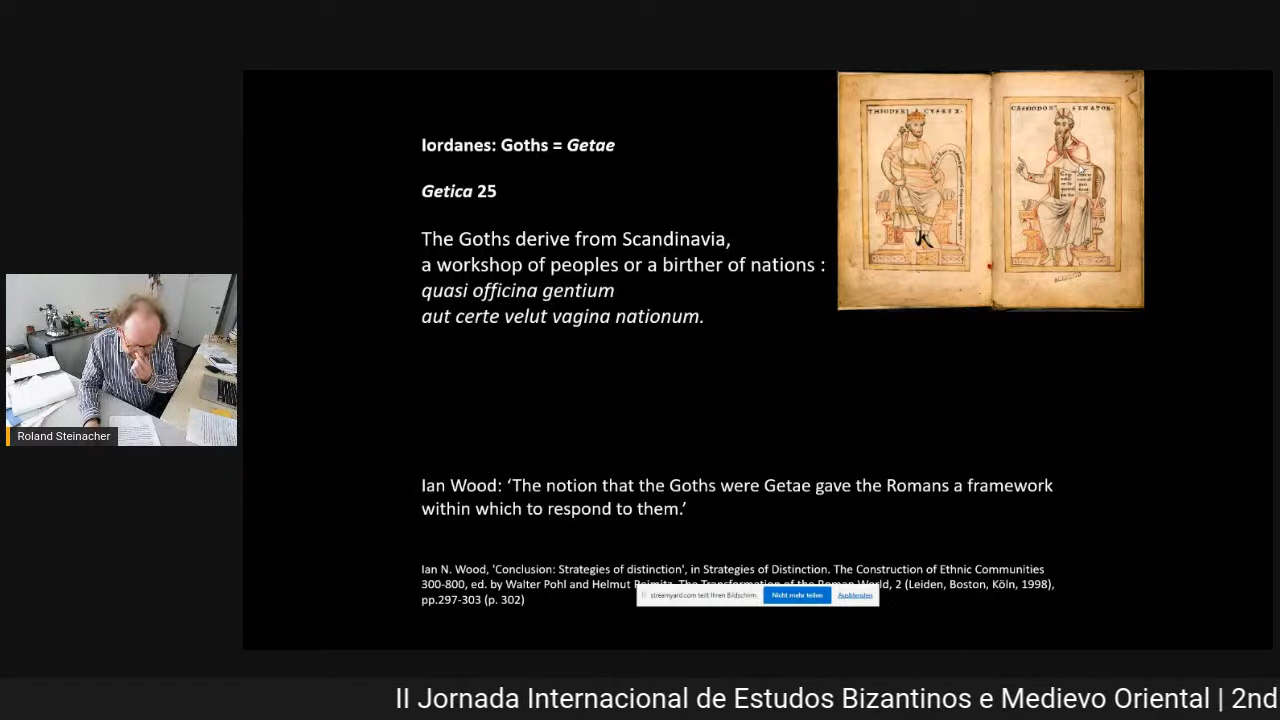 Iordanes: Goths = Getae
Getica 25
The Goths derive from Scandinavia,
a workshop of peoples or a birther of nations :
quasi officina gentium
aut certe velut vagina nationum.
THEODERI CVS·REX·
CASSIODOR SENATOR·
Ian Wood: ‘The notion that the Goths were Getae gave the Romans a framework
within which to respond to them.’
Ian N. Wood, 'Conclusion: Strategies of distinction', in Strategies of Distinction. The Construction of Ethnic Communities
300-800, ed. by Walter Pohl and Helmut Reimitz, The Transformation of the Roman World, 2 (Leiden, Boston, Köln, 1998),
pp.297-303 (p. 302)
streamyard.com teilt Ihren Bildschirm. Nicht mehr teilen Ausblenden
Roland Steinacher
II Jornada Internacional de Estudos Bizantinos e Medievo Oriental | 2nd